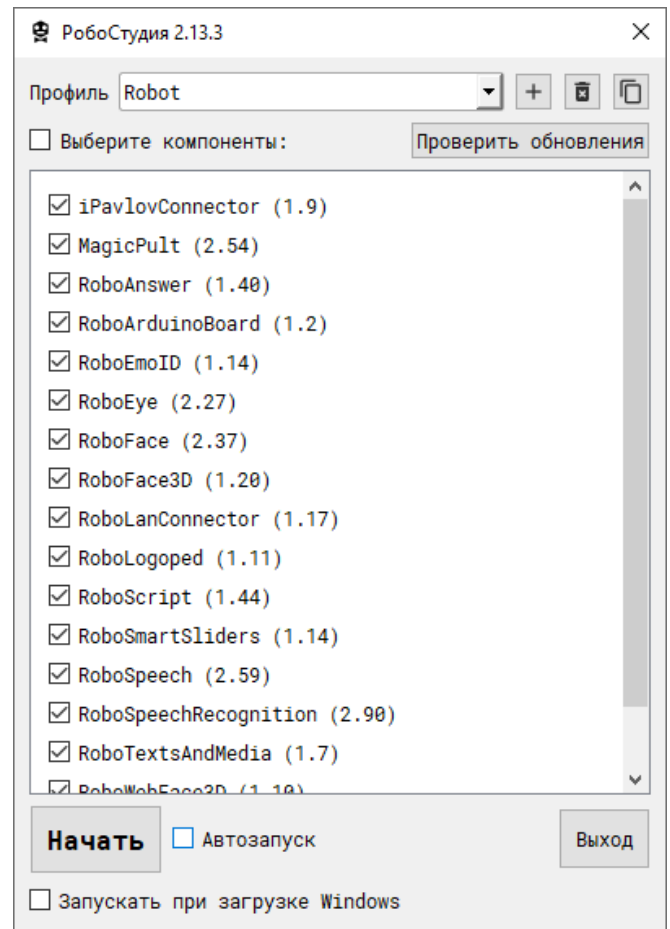 РобоСтудия 2.13.3
Профиль Robot
Выберите компоненты: Проверить обновления
iPavlovConnector (1.9)
MagicPult (2.54)
RoboAnswer (1.40)
RoboArduinoBoard (1.2)
RoboEmoID (1.14)
RoboEye (2.27)
RoboFace (2.37)
RoboFace3D (1.20)
RoboLanConnector (1.17)
RoboLogoped (1.11)
RoboScript (1.44)
RoboSmartSliders (1.14)
RoboSpeech (2.59)
RoboSpeechRecognition (2.90)
RoboTextsAndMedia (1.7)
RoboWebFace3D (1.10)
Начать Автозапуск Выход
Запускать при загрузке Windows